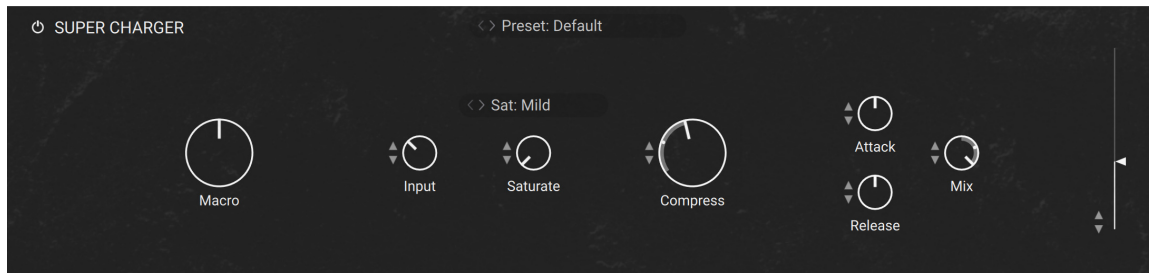 SUPER CHARGER
Preset: Default
Sat: Mild
Macro
Input
Saturate
Compress
Attack
Release
Mix